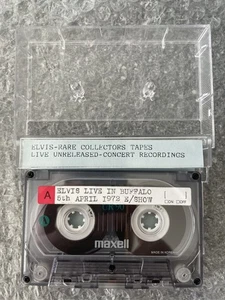 ELVIS-RARE COLLECTORS TAPES
LIVE UNRELEASED-CONCERT RECORDINGS
A
ELVIS LIVE IN BUFFALO
5th APRIL 1972 E/SHOW
maxell